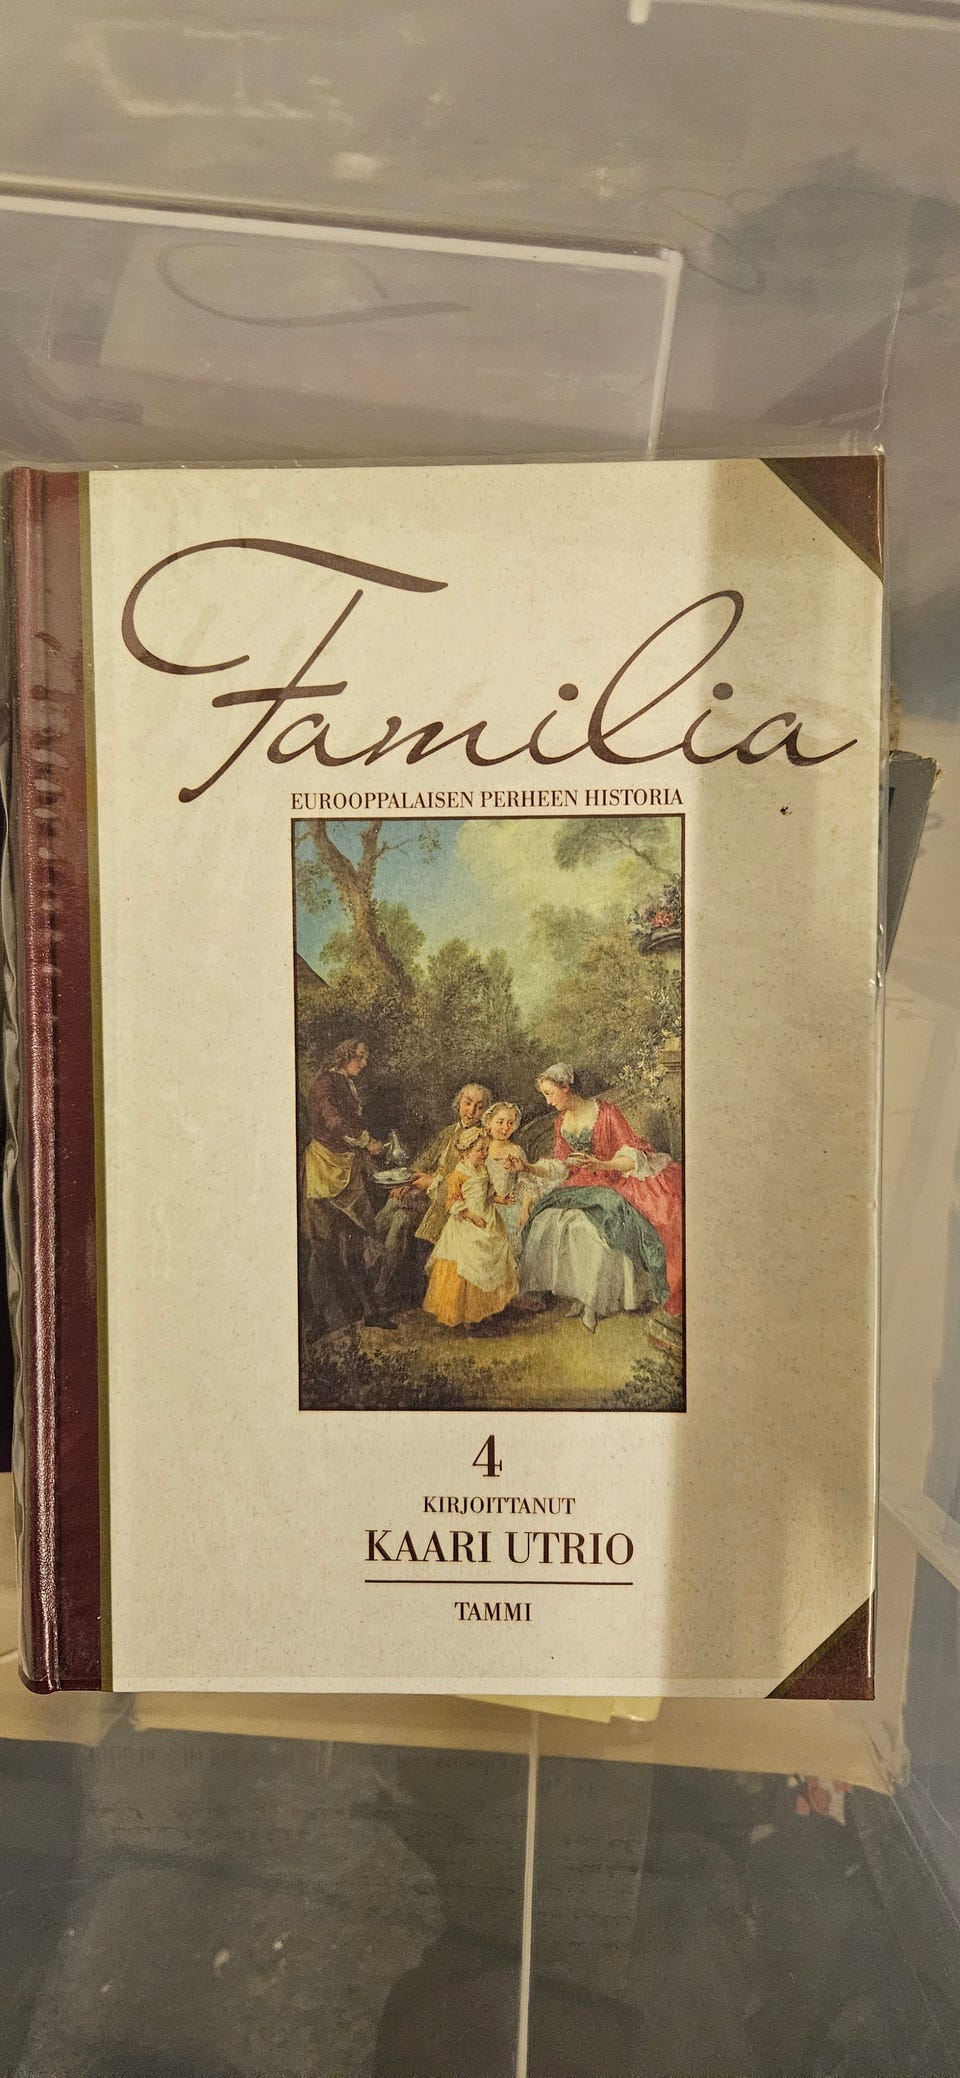 Familia
EUROOPPALAISEN PERHEEN HISTORIA
4
KIRJOITTANUT
KAARI UTRIO
TAMMI